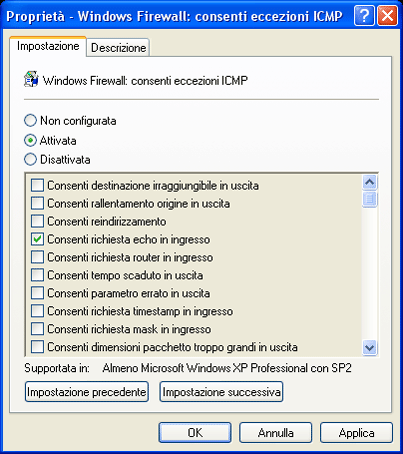 Proprietà - Windows Firewall: consenti eccezioni ICMP
Impostazione
Descrizione
Windows Firewall: consenti eccezioni ICMP
Non configurata
Attivata
Disattivata
Consenti destinazione irraggiungibile in uscita
Consenti rallentamento origine in uscita
Consenti reindirizzamento
Consenti richiesta echo in ingresso
Consenti richiesta router in ingresso
Consenti tempo scaduto in uscita
Consenti parametro errato in uscita
Consenti richiesta timestamp in ingresso
Consenti richiesta mask in ingresso
Consenti dimensioni pacchetto troppo grandi in uscita
Supportata in: Almeno Microsoft Windows XP Professional con SP2
Impostazione precedente
Impostazione successiva
OK
Annulla
Applica